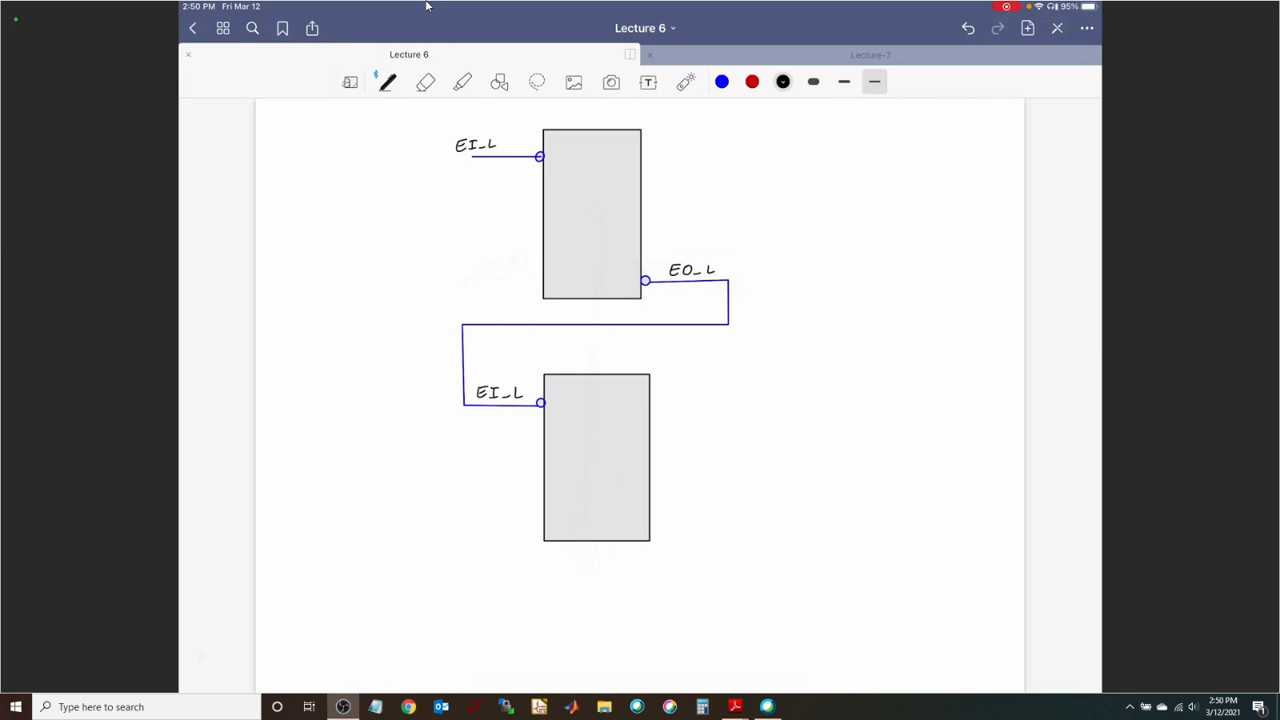 2:50 PM Fri Mar 12
95%
Lecture 6
Lecture 6
Lecture-7
T
EI_L
EO_L
EI_L
Type here to search
2:50 PM
3/12/2021
1